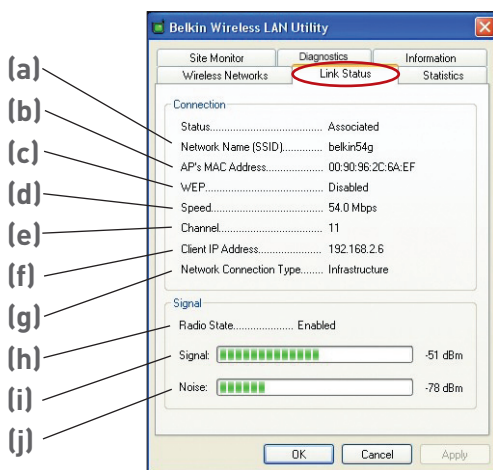 Belkin Wireless LAN Utility
Site Monitor Diagnostics Information
Wireless Networks Link Status Statistics
Connection
Status.................................... Associated
(a) Network Name (SSID)........... belkin54g
(b) AP's MAC Address................ 00:90:96:2C:6A:EF
(c) WEP..................................... Disabled
(d) Speed................................... 54.0 Mbps
(e) Channel................................ 11
(f) Client IP Address................... 192.168.2.6
(g) Network Connection Type....... Infrastructure
Signal
(h) Radio State..................... Enabled
(i) Signal: -51 dBm
(j) Noise: -78 dBm
OK Cancel Apply